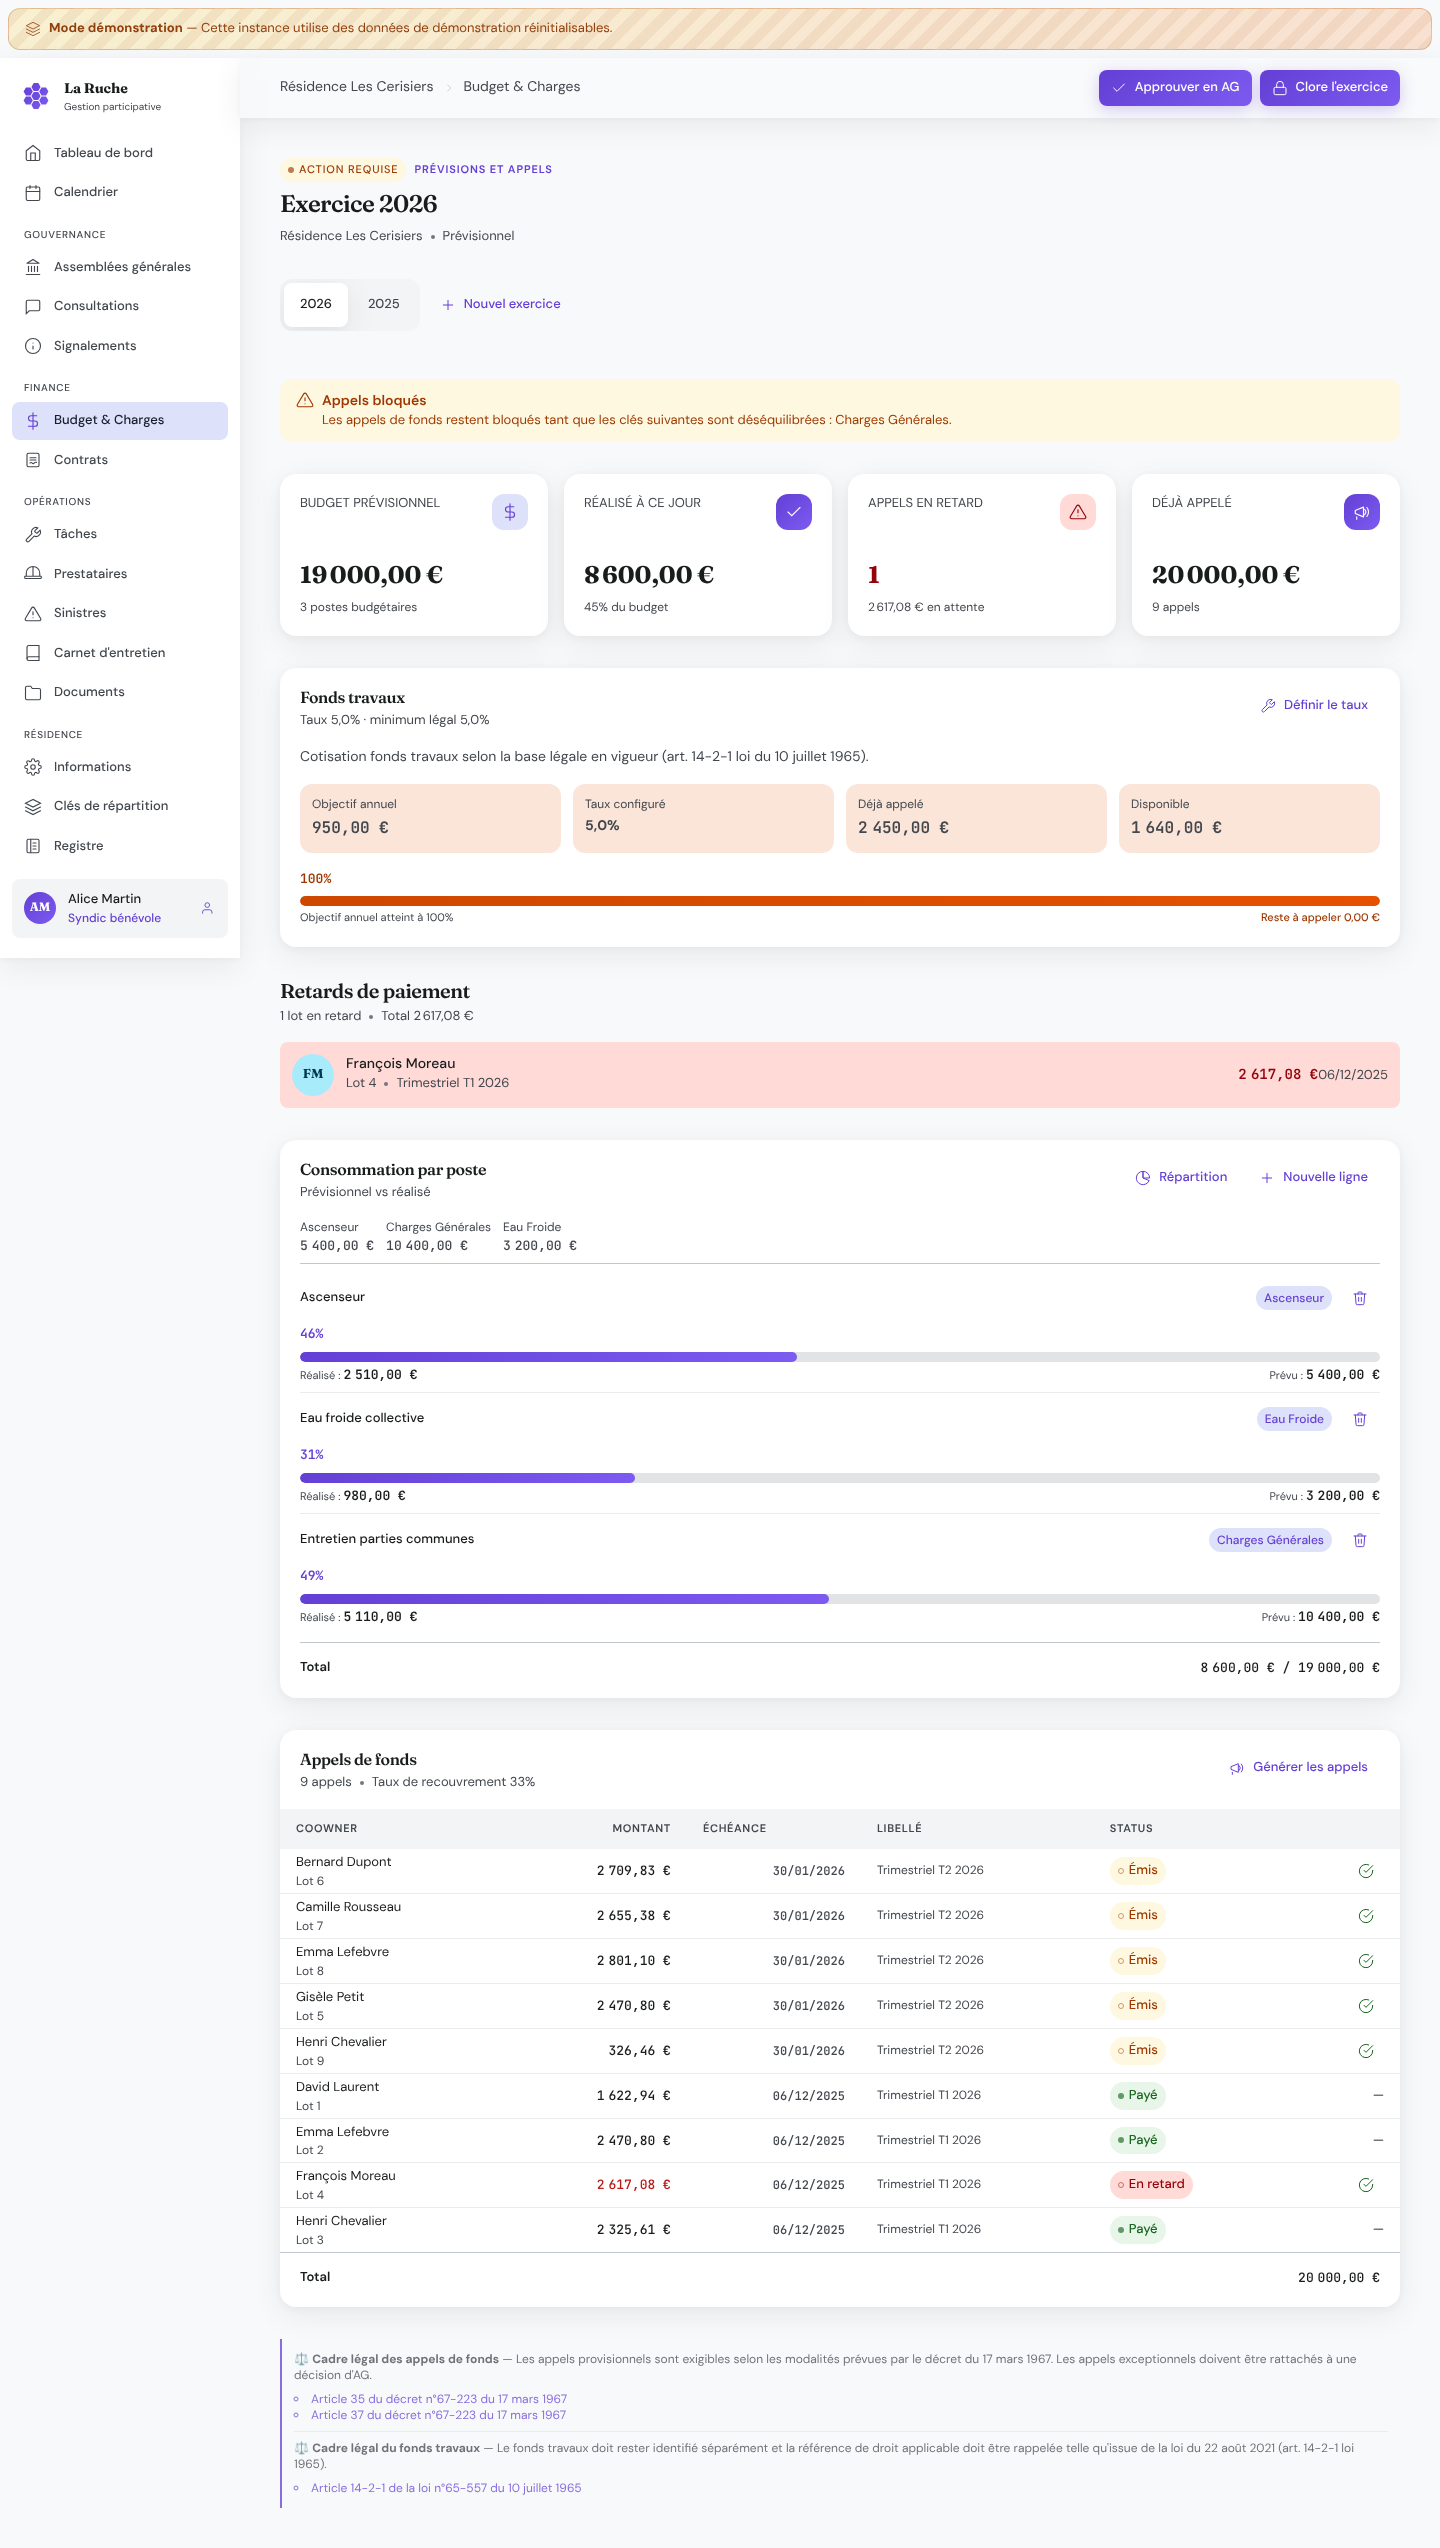 Mode démonstration — Cette instance utilise des données de démonstration réinitialisables.
La Ruche
Gestion participative
Tableau de bord
Calendrier
GOUVERNANCE
Assemblées générales
Consultations
Signalements
FINANCE
Budget & Charges
Contrats
OPÉRATIONS
Tâches
Prestataires
Sinistres
Carnet d'entretien
Documents
RÉSIDENCE
Informations
Clés de répartition
Registre
AM
Alice Martin
Syndic bénévole
Résidence Les Cerisiers > Budget & Charges
Approuver en AG
Clore l'exercice
ACTION REQUISE PRÉVISIONS ET APPELS
Exercice 2026
Résidence Les Cerisiers • Prévisionnel
2026 2025 + Nouvel exercice
Appels bloqués
Les appels de fonds restent bloqués tant que les clés suivantes sont déséquilibrées : Charges Générales.
BUDGET PRÉVISIONNEL
19 000,00 €
3 postes budgétaires
RÉALISÉ À CE JOUR
8 600,00 €
45% du budget
APPELS EN RETARD
1
2 617,08 € en attente
DÉJÀ APPELÉ
20 000,00 €
9 appels
Fonds travaux
Taux 5,0% · minimum légal 5,0%
Définir le taux
Cotisation fonds travaux selon la base légale en vigueur (art. 14-2-1 loi du 10 juillet 1965).
Objectif annuel
950,00 €
Taux configuré
5,0%
Déjà appelé
2 450,00 €
Disponible
1 640,00 €
100%
Objectif annuel atteint à 100% Reste à appeler 0,00 €
Retards de paiement
1 lot en retard • Total 2 617,08 €
FM
François Moreau
Lot 4 • Trimestriel T1 2026
2 617,08 €06/12/2025
Consommation par poste
Prévisionnel vs réalisé
Répartition
+ Nouvelle ligne
Ascenseur Charges Générales Eau Froide
5 400,00 € 10 400,00 € 3 200,00 €
Ascenseur Ascenseur
46%
Réalisé : 2 510,00 € Prévu : 5 400,00 €
Eau froide collective Eau Froide
31%
Réalisé : 980,00 € Prévu : 3 200,00 €
Entretien parties communes Charges Générales
49%
Réalisé : 5 110,00 € Prévu : 10 400,00 €
Total 8 600,00 € / 19 000,00 €
Appels de fonds
9 appels • Taux de recouvrement 33%
Générer les appels
COOWNER MONTANT ÉCHÉANCE LIBELLÉ STATUS
Bernard Dupont
Lot 6
2 709,83 € 30/01/2026 Trimestriel T2 2026 Émis
Camille Rousseau
Lot 7
2 655,38 € 30/01/2026 Trimestriel T2 2026 Émis
Emma Lefebvre
Lot 8
2 801,10 € 30/01/2026 Trimestriel T2 2026 Émis
Gisèle Petit
Lot 5
2 470,80 € 30/01/2026 Trimestriel T2 2026 Émis
Henri Chevalier
Lot 9
326,46 € 30/01/2026 Trimestriel T2 2026 Émis
David Laurent
Lot 1
1 622,94 € 06/12/2025 Trimestriel T1 2026 Payé —
Emma Lefebvre
Lot 2
2 470,80 € 06/12/2025 Trimestriel T1 2026 Payé —
François Moreau
Lot 4
2 617,08 € 06/12/2025 Trimestriel T1 2026 En retard
Henri Chevalier
Lot 3
2 325,61 € 06/12/2025 Trimestriel T1 2026 Payé —
Total 20 000,00 €
⚖️ Cadre légal des appels de fonds — Les appels provisionnels sont exigibles selon les modalités prévues par le décret du 17 mars 1967. Les appels exceptionnels doivent être rattachés à une
décision d'AG.
Article 35 du décret n°67-223 du 17 mars 1967
Article 37 du décret n°67-223 du 17 mars 1967
⚖️ Cadre légal du fonds travaux — Le fonds travaux doit rester identifié séparément et la référence de droit applicable doit être rappelée telle qu'issue de la loi du 22 août 2021 (art. 14-2-1 loi
1965).
Article 14-2-1 de la loi n°65-557 du 10 juillet 1965